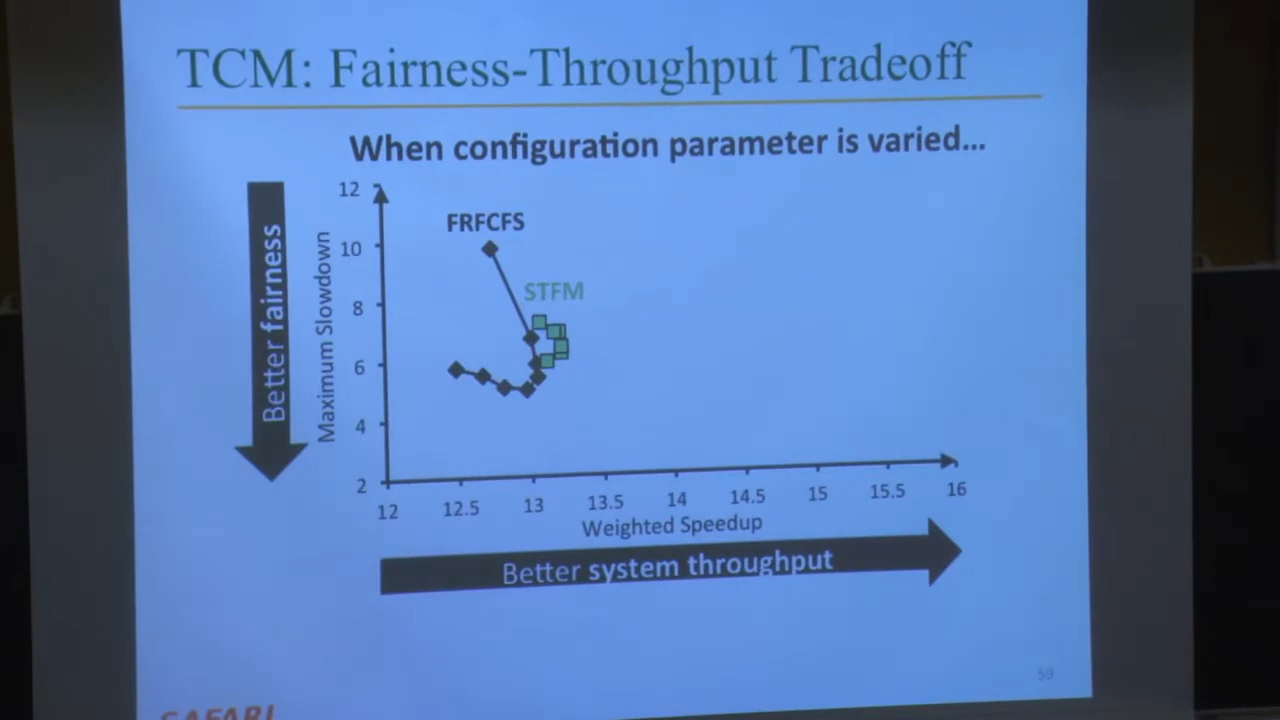 TCM: Fairness-Throughput Tradeoff
When configuration parameter is varied...
Better fairness
Maximum Slowdown
12
10
8
6
4
2
FRFCFS
STFM
12 12.5 13 13.5 14 14.5 15 15.5 16
Weighted Speedup
Better system throughput
59
SAFARI